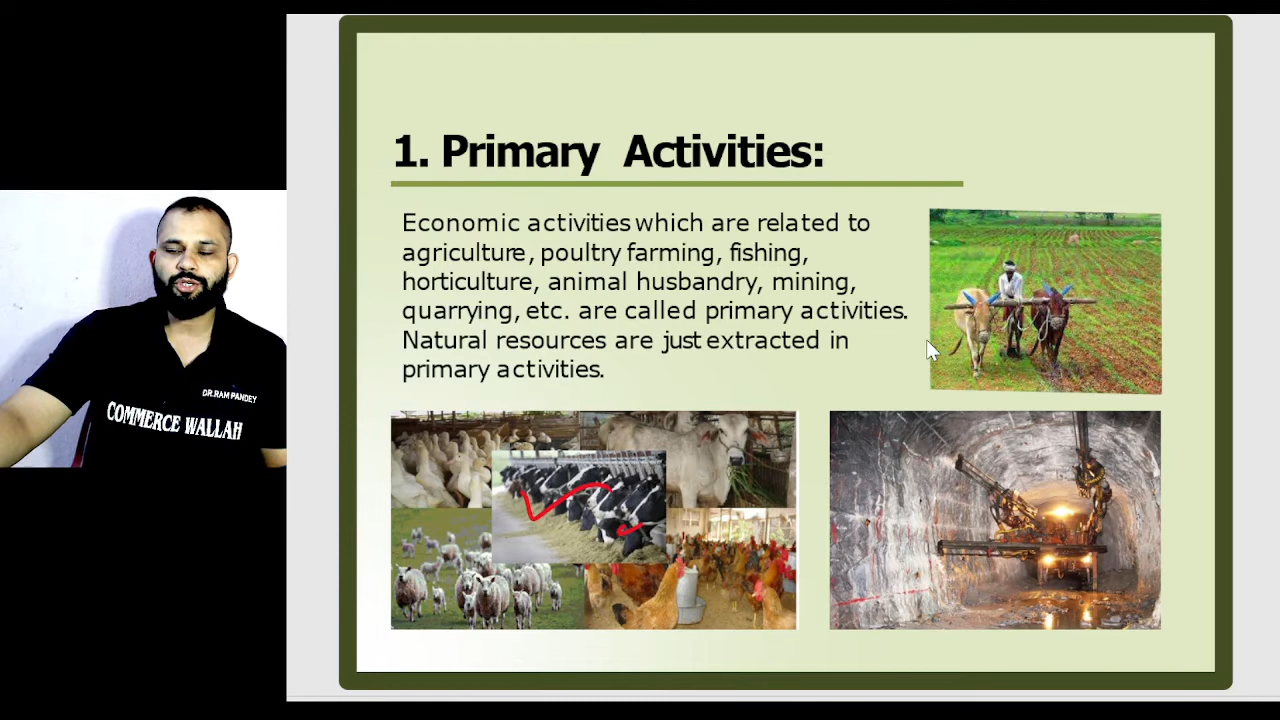 1. Primary Activities:
Economic activities which are related to
agriculture, poultry farming, fishing,
horticulture, animal husbandry, mining,
quarrying, etc. are called primary activities.
Natural resources are just extracted in
primary activities.
DR.RAM PANDEY
COMMERCE WALLAH